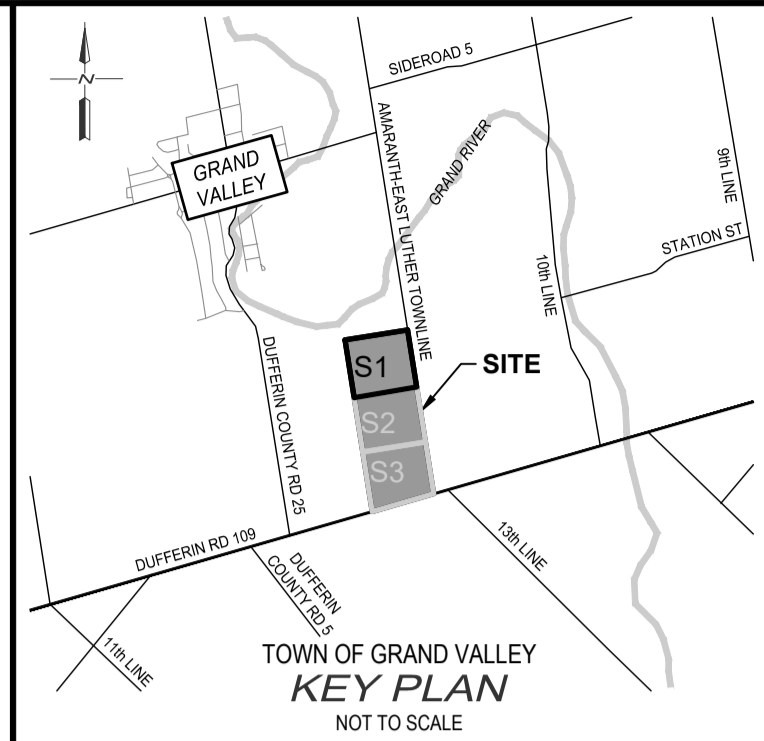 N
SIDEROAD 5
GRAND
VALLEY
AMARANTH-EAST LUTHER TOWNLINE
GRAND RIVER
9th LINE
STATION ST
10th LINE
DUFFERIN COUNTY RD 25
S1
SITE
S2
S3
DUFFERIN RD 109
DUFFERIN
COUNTY RD 5
13th LINE
11th LINE
TOWN OF GRAND VALLEY
KEY PLAN
NOT TO SCALE